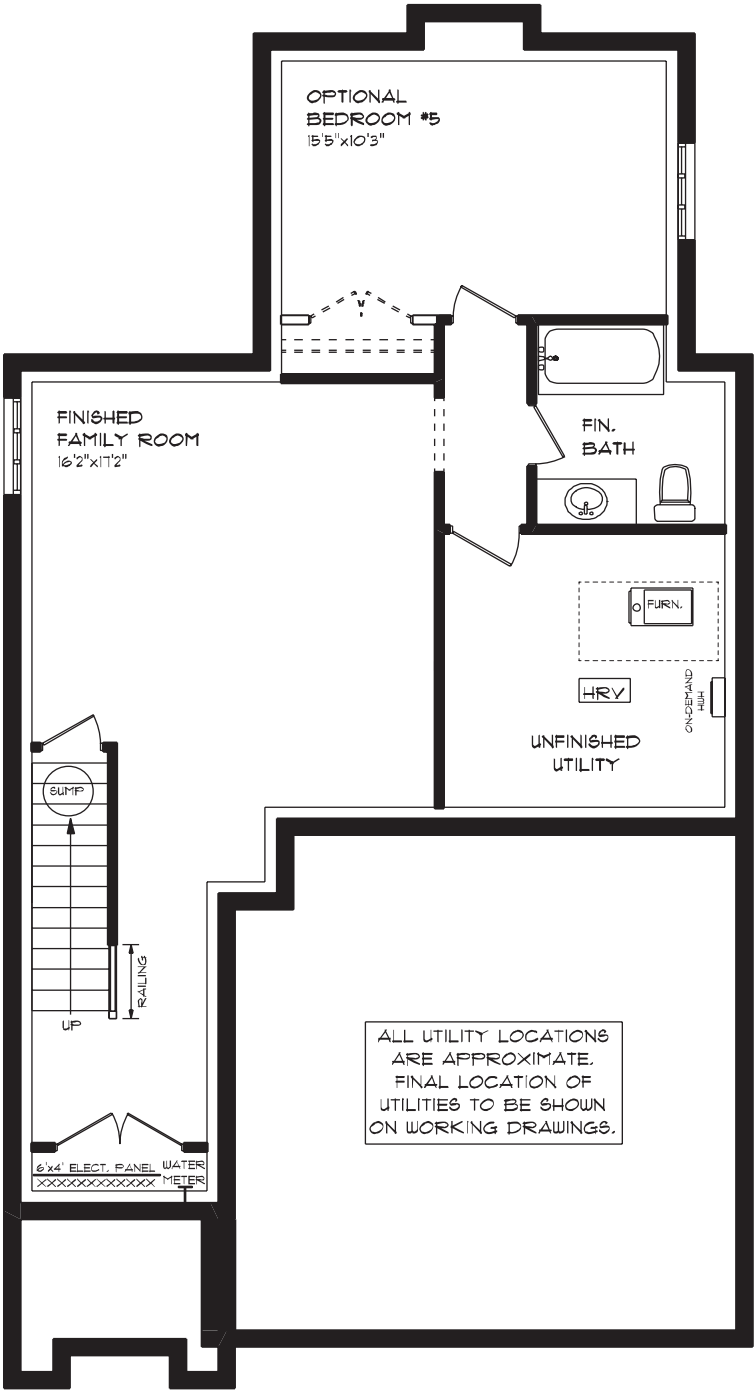 OPTIONAL
BEDROOM #5
15'5"x10'3"
FINISHED
FAMILY ROOM
16'2"x17'2"
FIN.
BATH
FURN.
HRV
ON-DEMAND
HWH
UNFINISHED
UTILITY
SUMP
RAILING
UP
ALL UTILITY LOCATIONS
ARE APPROXIMATE.
FINAL LOCATION OF
UTILITIES TO BE SHOWN
ON WORKING DRAWINGS.
6'x4' ELECT. PANEL
XXXXXXXXXXXX
WATER
METER